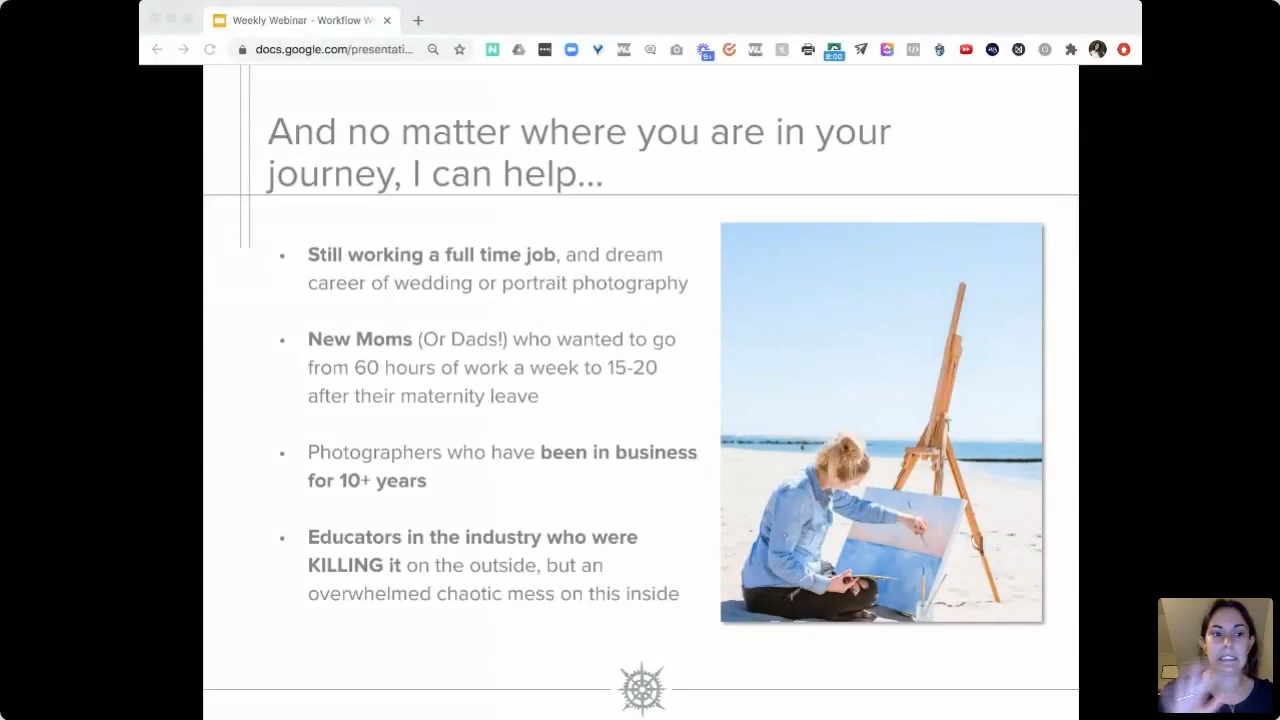 Weekly Webinar - Workflow W
docs.google.com/presentati...
9+
8:00
And no matter where you are in your
journey, I can help...
• Still working a full time job, and dream
career of wedding or portrait photography
• New Moms (Or Dads!) who wanted to go
from 60 hours of work a week to 15-20
after their maternity leave
• Photographers who have been in business
for 10+ years
• Educators in the industry who were
KILLING it on the outside, but an
overwhelmed chaotic mess on this inside